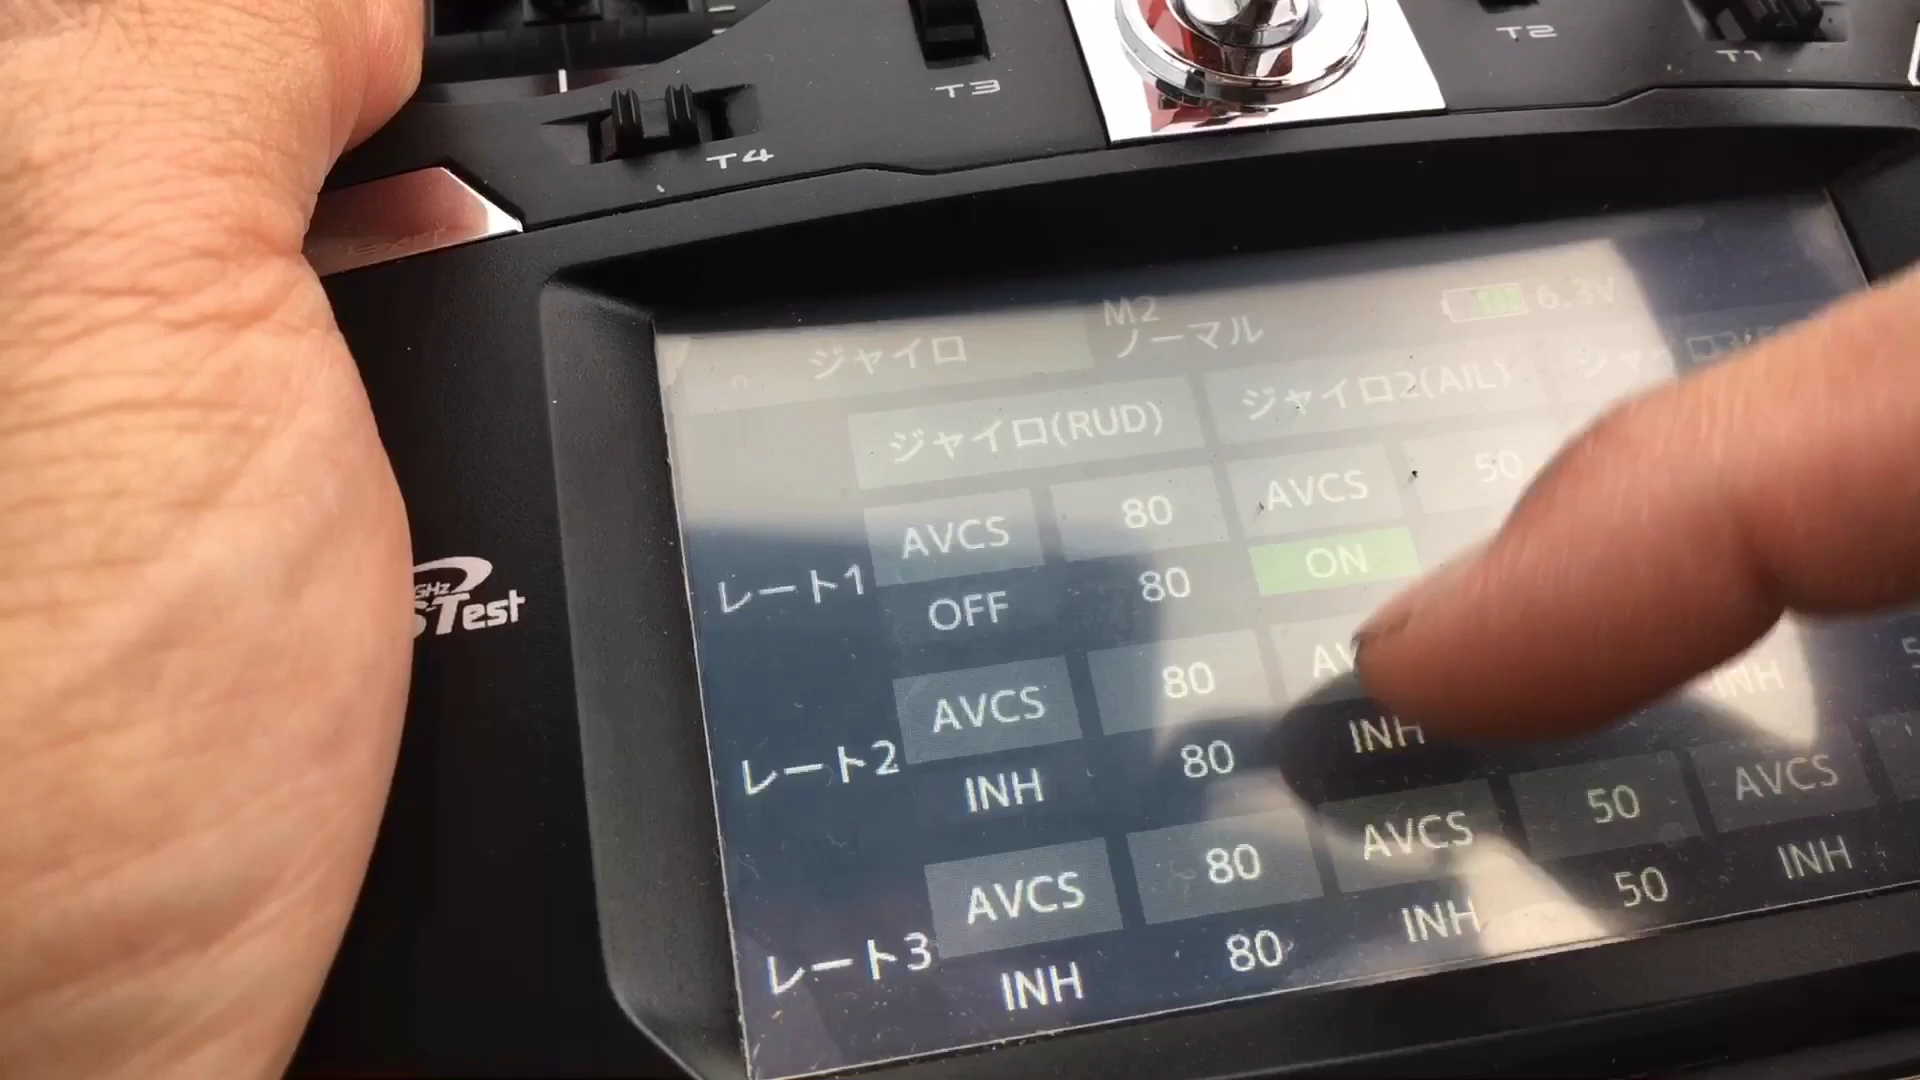 T3
T2
T1
T4
ジャイロ
M2
ノーマル
6.3V
ジャイロ(RUD)
ジャイロ2(AIL)
AVCS 80 AVCS 50
レート1
OFF 80 ON
AVCS 80
レート2
INH 80 INH INH
AVCS 80 AVCS 50 AVCS
レート3
INH 80 INH 50 INH
GHz
Test